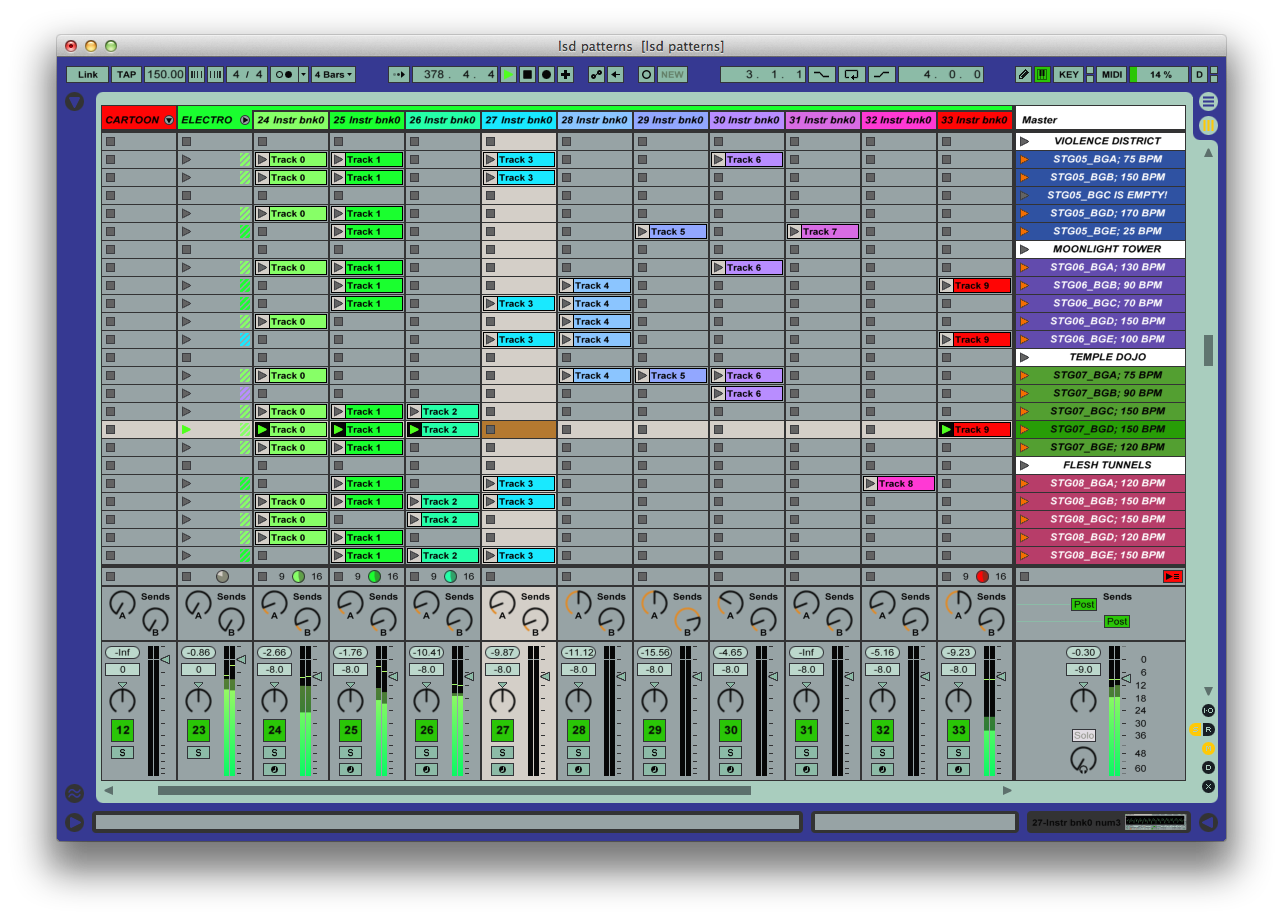 lsd patterns [lsd patterns]
Link TAP 150.00 4 / 4 4 Bars 378 . 4 . 4 NEW 3 . 1 . 1 4 . 0 . 0 KEY MIDI 14 % D
CARTOON ELECTRO 24 Instr bnk0 25 Instr bnk0 26 Instr bnk0 27 Instr bnk0 28 Instr bnk0 29 Instr bnk0 30 Instr bnk0 31 Instr bnk0 32 Instr bnk0 33 Instr bnk0 Master
VIOLENCE DISTRICT
Track 0 Track 1 Track 3 Track 6 STG05_BGA; 75 BPM
Track 0 Track 1 Track 3 STG05_BGB; 150 BPM
STG05_BGC IS EMPTY!
Track 0 Track 1 STG05_BGD; 170 BPM
Track 1 Track 5 Track 7 STG05_BGE; 25 BPM
MOONLIGHT TOWER
Track 0 Track 1 Track 6 STG06_BGA; 130 BPM
Track 1 Track 4 Track 9 STG06_BGB; 90 BPM
Track 1 Track 3 Track 4 STG06_BGC; 70 BPM
Track 0 Track 4 STG06_BGD; 150 BPM
Track 3 Track 4 Track 9 STG06_BGE; 100 BPM
TEMPLE DOJO
Track 0 Track 4 Track 5 Track 6 STG07_BGA; 75 BPM
Track 6 STG07_BGB; 90 BPM
Track 0 Track 1 Track 2 STG07_BGC; 150 BPM
Track 0 Track 1 Track 2 Track 9 STG07_BGD; 150 BPM
Track 0 Track 1 STG07_BGE; 120 BPM
FLESH TUNNELS
Track 1 Track 3 Track 8 STG08_BGA; 120 BPM
Track 0 Track 1 Track 2 Track 3 STG08_BGB; 150 BPM
Track 0 Track 2 STG08_BGC; 150 BPM
Track 0 Track 1 STG08_BGD; 120 BPM
Track 1 Track 2 Track 3 STG08_BGE; 150 BPM
9 16 9 16 9 16 9 16
Sends Sends Sends Sends Sends Sends Sends Sends Sends Sends Sends Sends Sends
A A A A A A A A A A A A Post
B B B B B B B B B B B B Post
-Inf -0.86 -2.66 -1.76 -10.41 -9.87 -11.12 -15.56 -4.65 -Inf -5.16 -9.23 -0.30 0
0 0 -8.0 -8.0 -8.0 -8.0 -8.0 -8.0 -8.0 -8.0 -8.0 -8.0 -9.0 6
12
18
24
I·O
12 23 24 25 26 27 28 29 30 31 32 33 30 R
Solo 36
S S S S S S S S S S S S 48
60 D
X
27-Instr bnk0 num3